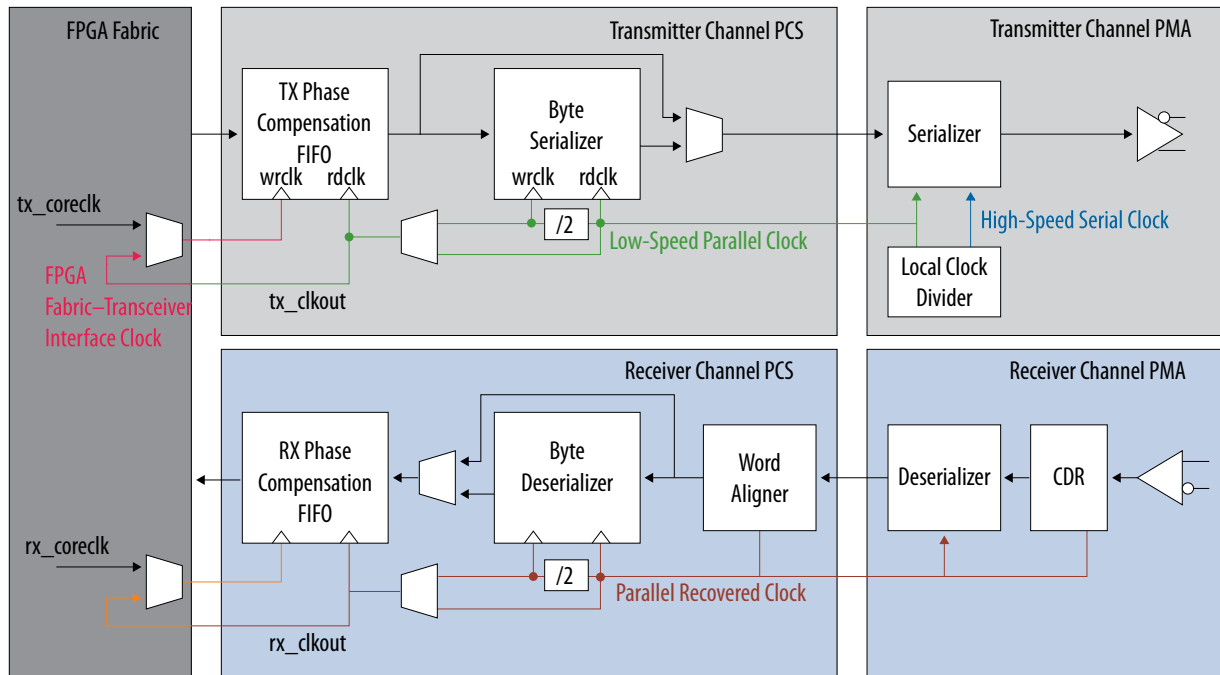 FPGA Fabric
Transmitter Channel PCS
Transmitter Channel PMA
TX Phase
Compensation
FIFO
wrclk
rdclk
Byte
Serializer
wrclk
rdclk
Serializer
tx_coreclk
/2
Low-Speed Parallel Clock
High-Speed Serial Clock
FPGA
Fabric–Transceiver
Interface Clock
tx_clkout
Local Clock
Divider
Receiver Channel PCS
Receiver Channel PMA
RX Phase
Compensation
FIFO
Byte
Deserializer
Word
Aligner
Deserializer
CDR
rx_coreclk
/2
Parallel Recovered Clock
rx_clkout